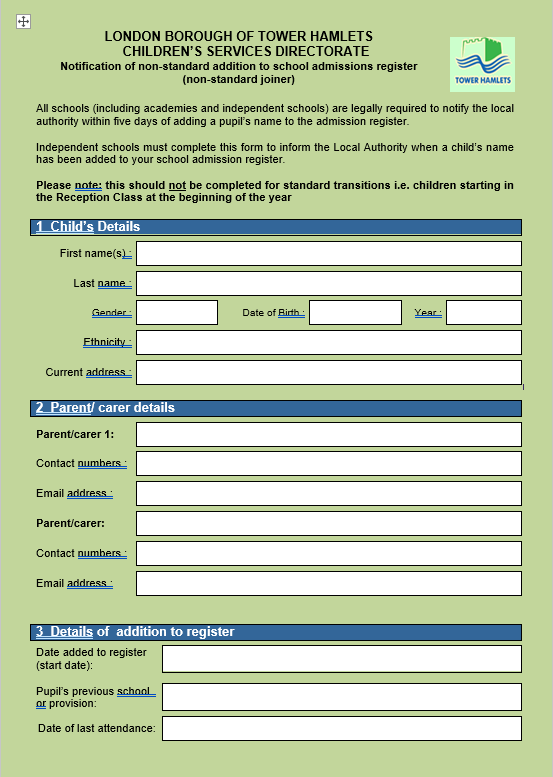 LONDON BOROUGH OF TOWER HAMLETS
CHILDREN'S SERVICES DIRECTORATE
Notification of non-standard addition to school admissions register
(non-standard joiner)
TOWER HAMLETS
All schools (including academies and independent schools) are legally required to notify the local
authority within five days of adding a pupil's name to the admission register.
Independent schools must complete this form to inform the Local Authority when a child's name
has been added to your school admission register.
Please note: this should not be completed for standard transitions i.e. children starting in
the Reception Class at the beginning of the year
1 Child's Details
First name(s) :
Last name :
Gender : Date of Birth : Year :
Ethnicity :
Current address :
2 Parent/ carer details
Parent/carer 1:
Contact numbers :
Email address :
Parent/carer:
Contact numbers :
Email address :
3 Details of addition to register
Date added to register
(start date):
Pupil's previous school
or provision:
Date of last attendance: